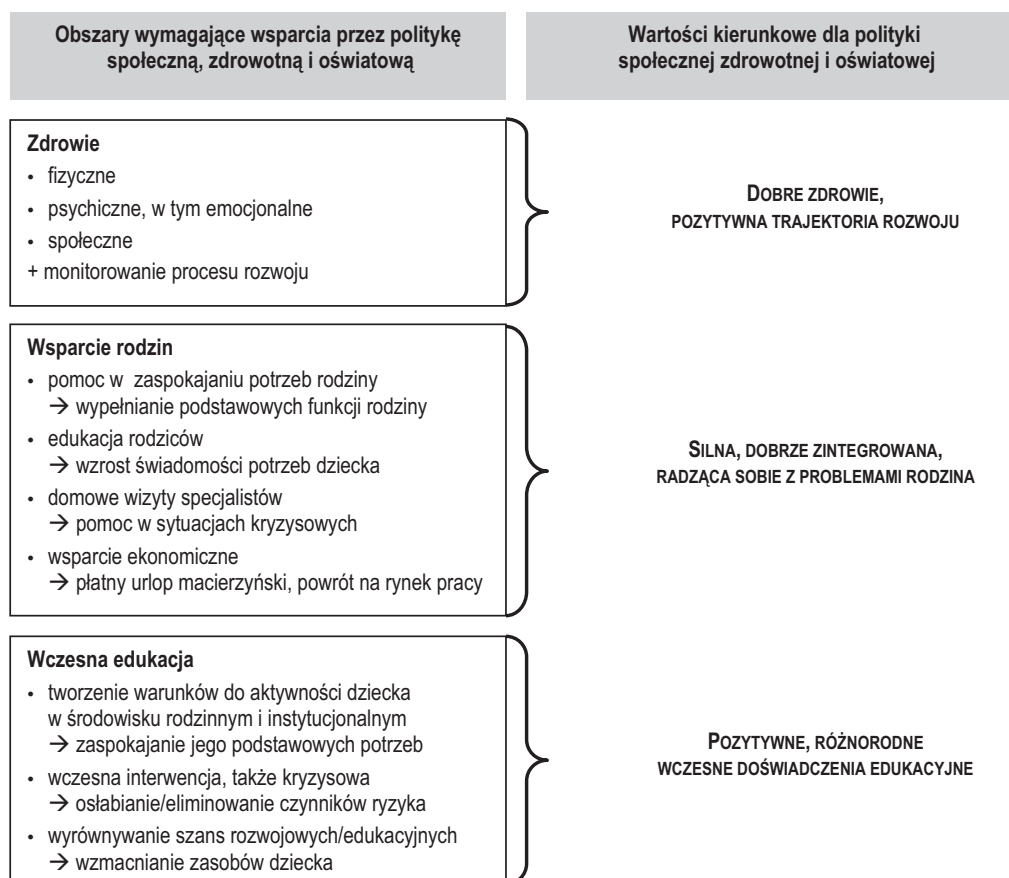 Obszary wymagające wsparcia przez politykę
społeczną, zdrowotną i oświatową
Wartości kierunkowe dla polityki
społecznej zdrowotnej i oświatowej
Zdrowie
• fizyczne
• psychiczne, w tym emocjonalne
• społeczne
+ monitorowanie procesu rozwoju
DOBRE ZDROWIE,
POZYTYWNA TRAJEKTORIA ROZWOJU
Wsparcie rodzin
• pomoc w zaspokajaniu potrzeb rodziny
→ wypełnianie podstawowych funkcji rodziny
• edukacja rodziców
→ wzrost świadomości potrzeb dziecka
• domowe wizyty specjalistów
→ pomoc w sytuacjach kryzysowych
• wsparcie ekonomiczne
→ płatny urlop macierzyński, powrót na rynek pracy
SILNA, DOBRZE ZINTEGROWANA,
RADZĄCA SOBIE Z PROBLEMAMI RODZINA
Wczesna edukacja
• tworzenie warunków do aktywności dziecka
w środowisku rodzinnym i instytucjonalnym
→ zaspokajanie jego podstawowych potrzeb
• wczesna interwencja, także kryzysowa
→ osłabianie/eliminowanie czynników ryzyka
• wyrównywanie szans rozwojowych/edukacyjnych
→ wzmacnianie zasobów dziecka
POZYTYWNE, RÓŻNORODNE
WCZESNE DOŚWIADCZENIA EDUKACYJNE